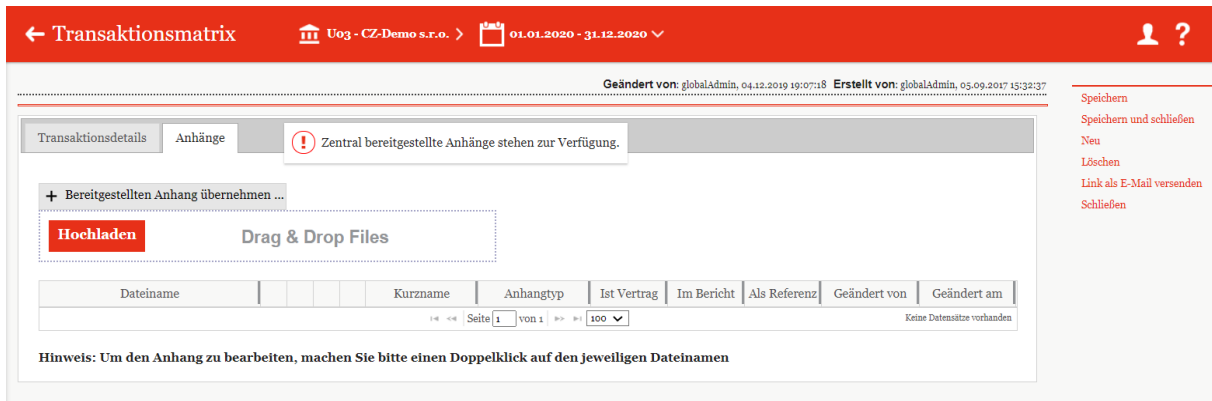 Transaktionsmatrix
U03 - CZ-Demo s.r.o.
01.01.2020 - 31.12.2020
?
Geändert von: globalAdmin, 04.12.2019 19:07:18 Erstellt von: globalAdmin, 05.09.2017 15:32:37
Speichern
Speichern und schließen
Neu
Löschen
Link als E-Mail versenden
Schließen
Transaktionsdetails
Anhänge
! Zentral bereitgestellte Anhänge stehen zur Verfügung.
+ Bereitgestellten Anhang übernehmen ...
Hochladen
Drag & Drop Files
Dateiname Kurzname Anhangtyp Ist Vertrag Im Bericht Als Referenz Geändert von Geändert am
Seite 1 von 1 100 Keine Datensätze vorhanden
Hinweis: Um den Anhang zu bearbeiten, machen Sie bitte einen Doppelklick auf den jeweiligen Dateinamen